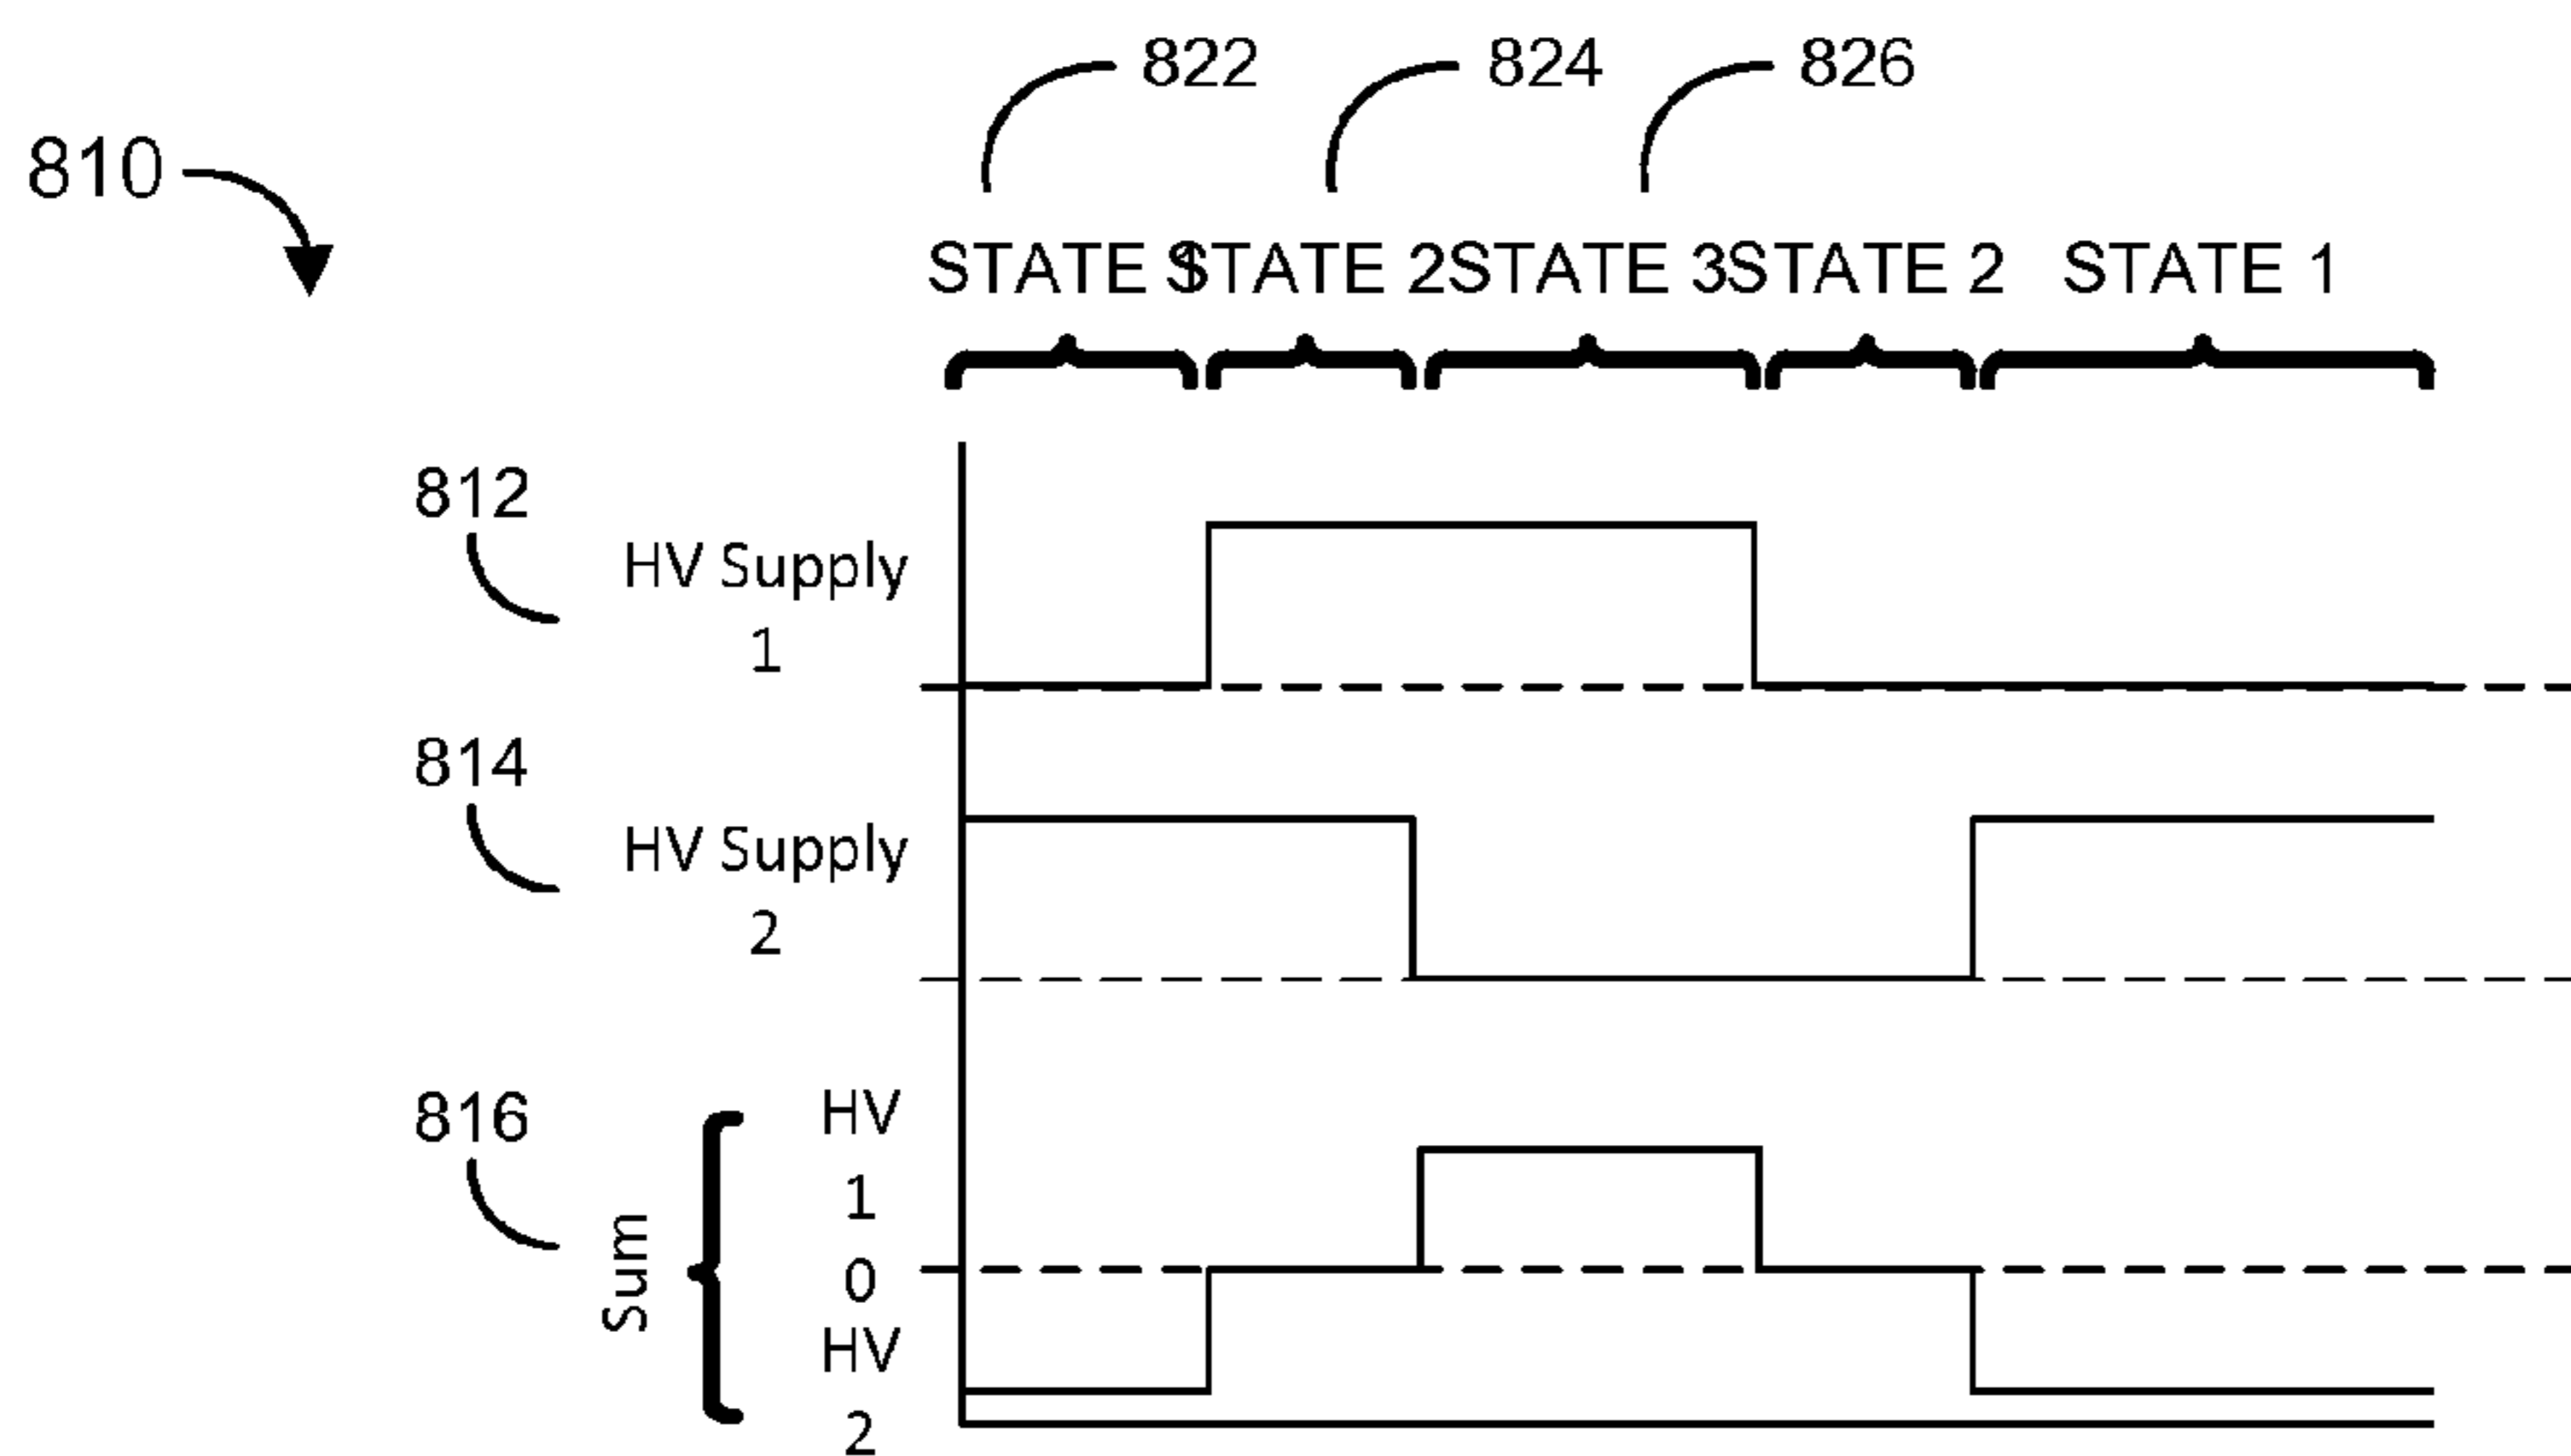 822 824 826
810
STATE 1 STATE 2 STATE 3 STATE 2 STATE 1
812
HV Supply
1
814
HV Supply
2
816
Sum
HV
1
0
HV
2